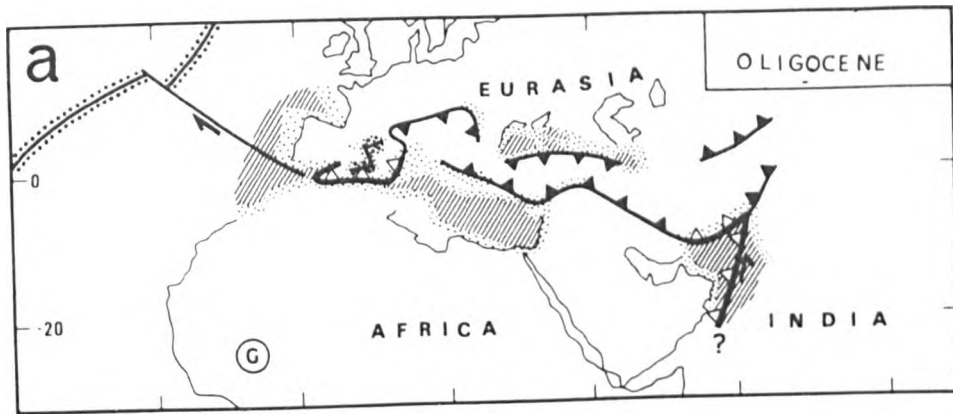 a
OLIGOCENE
EURASIA
0
-20
AFRICA
INDIA
G
?